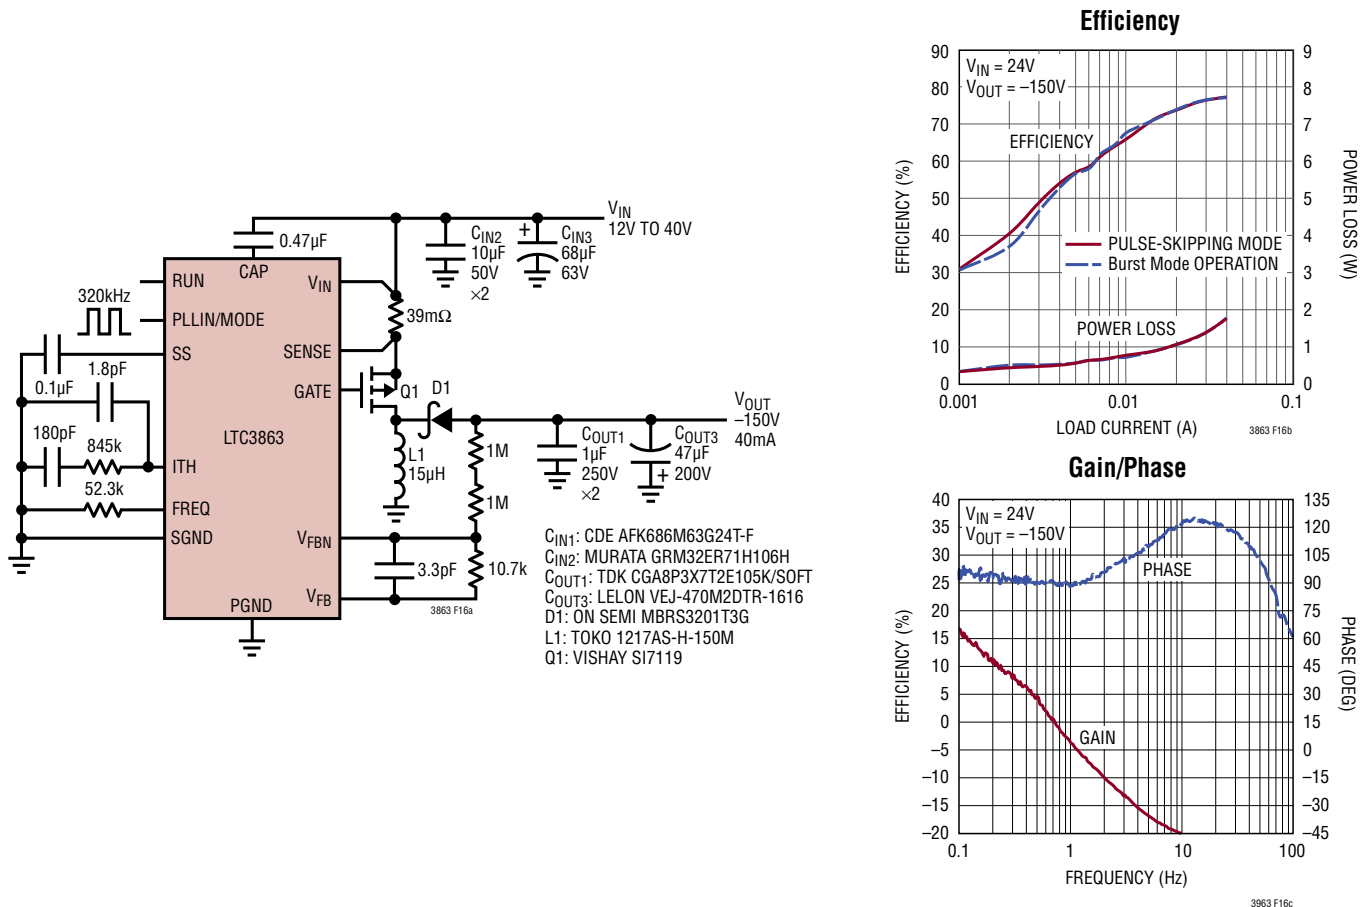 VIN
12V TO 40V
0.47µF
CIN2
10µF
50V
×2
+
CIN3
68µF
63V
CAP
RUN
VIN
320kHz
PLLIN/MODE
39mΩ
SS
SENSE
0.1µF
1.8pF
GATE
Q1
D1
VOUT
–150V
40mA
LTC3863
180pF
845k
ITH
L1
15µH
1M
COUT1
1µF
250V
×2
COUT3
47µF
200V
+
52.3k
FREQ
1M
SGND
VFBN
3.3pF
10.7k
PGND
VFB
3863 F16a
CIN1: CDE AFK686M63G24T-F
CIN2: MURATA GRM32ER71H106H
COUT1: TDK CGA8P3X7T2E105K/SOFT
COUT3: LELON VEJ-470M2DTR-1616
D1: ON SEMI MBRS3201T3G
L1: TOKO 1217AS-H-150M
Q1: VISHAY SI7119
Efficiency
VIN = 24V
VOUT = –150V
EFFICIENCY
PULSE-SKIPPING MODE
Burst Mode OPERATION
POWER LOSS
EFFICIENCY (%)
90
80
70
60
50
40
30
20
10
0
POWER LOSS (W)
9
8
7
6
5
4
3
2
1
0
0.001
0.01
0.1
LOAD CURRENT (A)
3863 F16b
Gain/Phase
VIN = 24V
VOUT = –150V
PHASE
GAIN
EFFICIENCY (%)
40
35
30
25
20
15
10
5
0
–5
–10
–15
–20
PHASE (DEG)
135
120
105
90
75
60
45
30
15
0
–15
–30
–45
0.1
1
10
100
FREQUENCY (Hz)
3963 F16c